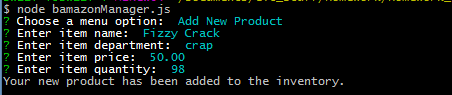 $ node bamazonManager.js
? Choose a menu option: Add New Product
? Enter item name: Fizzy Crack
? Enter item department: crap
? Enter item price: 50.00
? Enter item quantity: 98
Your new product has been added to the inventory.